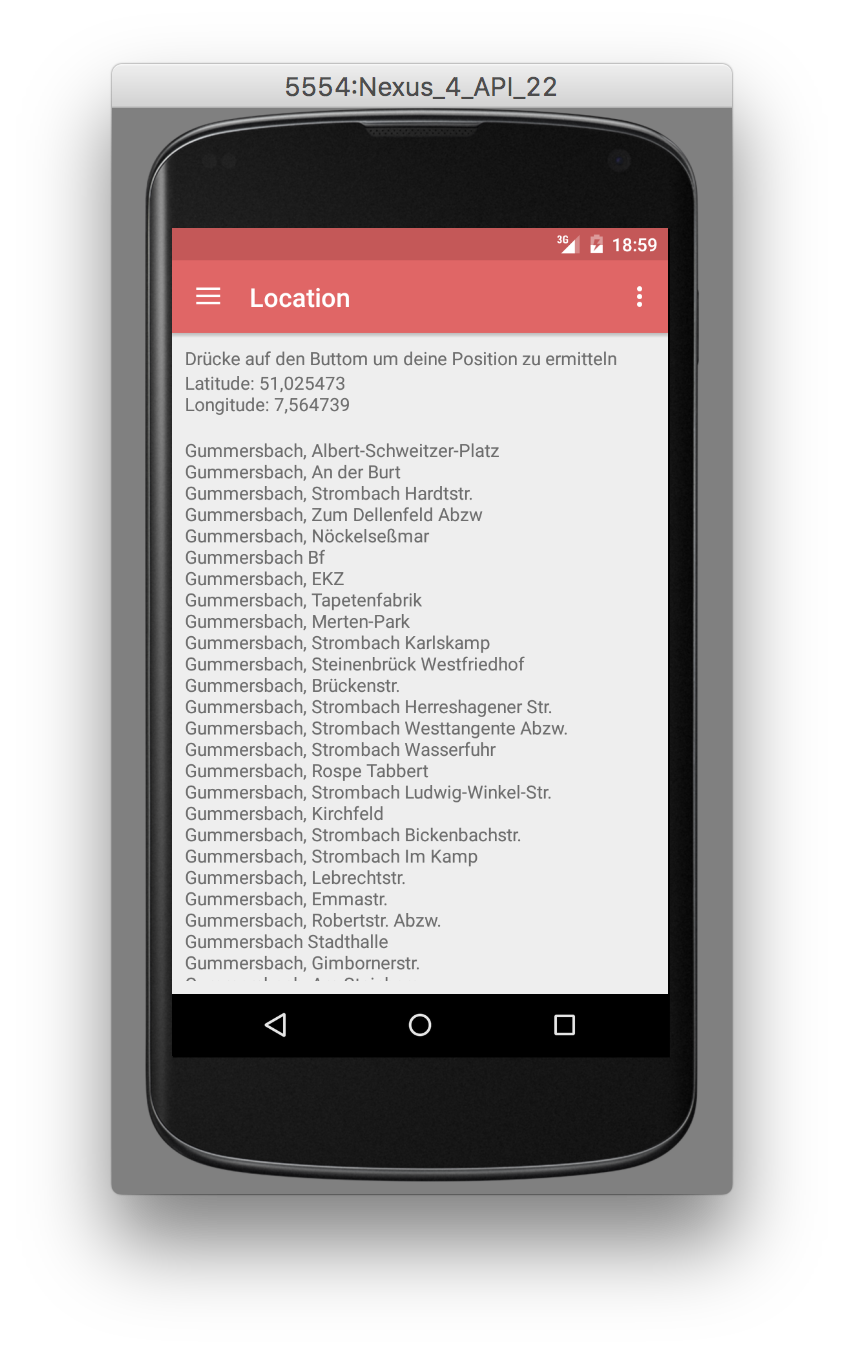 5554:Nexus_4_API_22
3G 18:59
Location
Drücke auf den Buttom um deine Position zu ermitteln
Latitude: 51,025473
Longitude: 7,564739
Gummersbach, Albert-Schweitzer-Platz
Gummersbach, An der Burt
Gummersbach, Strombach Hardtstr.
Gummersbach, Zum Dellenfeld Abzw
Gummersbach, Nöckelseßmar
Gummersbach Bf
Gummersbach, EKZ
Gummersbach, Tapetenfabrik
Gummersbach, Merten-Park
Gummersbach, Strombach Karlskamp
Gummersbach, Steinenbrück Westfriedhof
Gummersbach, Brückenstr.
Gummersbach, Strombach Herreshagener Str.
Gummersbach, Strombach Westtangente Abzw.
Gummersbach, Strombach Wasserfuhr
Gummersbach, Rospe Tabbert
Gummersbach, Strombach Ludwig-Winkel-Str.
Gummersbach, Kirchfeld
Gummersbach, Strombach Bickenbachstr.
Gummersbach, Strombach Im Kamp
Gummersbach, Lebrechtstr.
Gummersbach, Emmastr.
Gummersbach, Robertstr. Abzw.
Gummersbach Stadthalle
Gummersbach, Gimbornerstr.